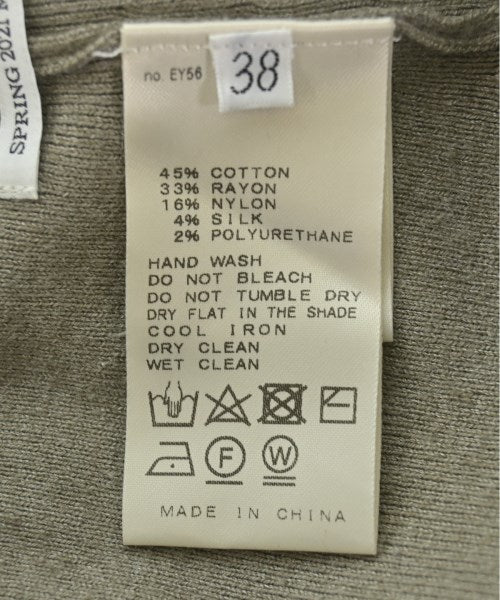 SPRING 2021
no. EY56
38
45% COTTON
33% RAYON
16% NYLON
4% SILK
2% POLYURETHANE
HAND WASH
DO NOT BLEACH
DO NOT TUMBLE DRY
DRY FLAT IN THE SHADE
COOL IRON
DRY CLEAN
WET CLEAN
F
W
MADE IN CHINA